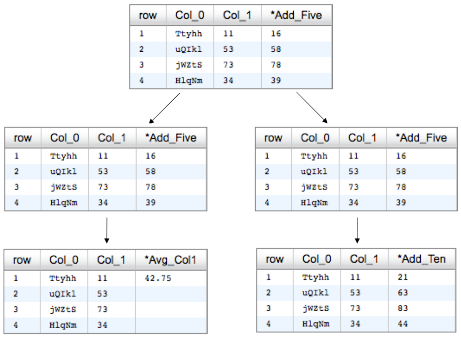 row Col_0 Col_1 *Add_Five
1 Ttyhh 11 16
2 uQIkl 53 58
3 jWZtS 73 78
4 HlqNm 34 39
row Col_0 Col_1 *Add_Five
1 Ttyhh 11 16
2 uQIkl 53 58
3 jWZtS 73 78
4 HlqNm 34 39
row Col_0 Col_1 *Add_Five
1 Ttyhh 11 16
2 uQIkl 53 58
3 jWZtS 73 78
4 HlqNm 34 39
row Col_0 Col_1 *Avg_Col1
1 Ttyhh 11 42.75
2 uQIkl 53
3 jWZtS 73
4 HlqNm 34
row Col_0 Col_1 *Add_Ten
1 Ttyhh 11 21
2 uQIkl 53 63
3 jWZtS 73 83
4 HlqNm 34 44